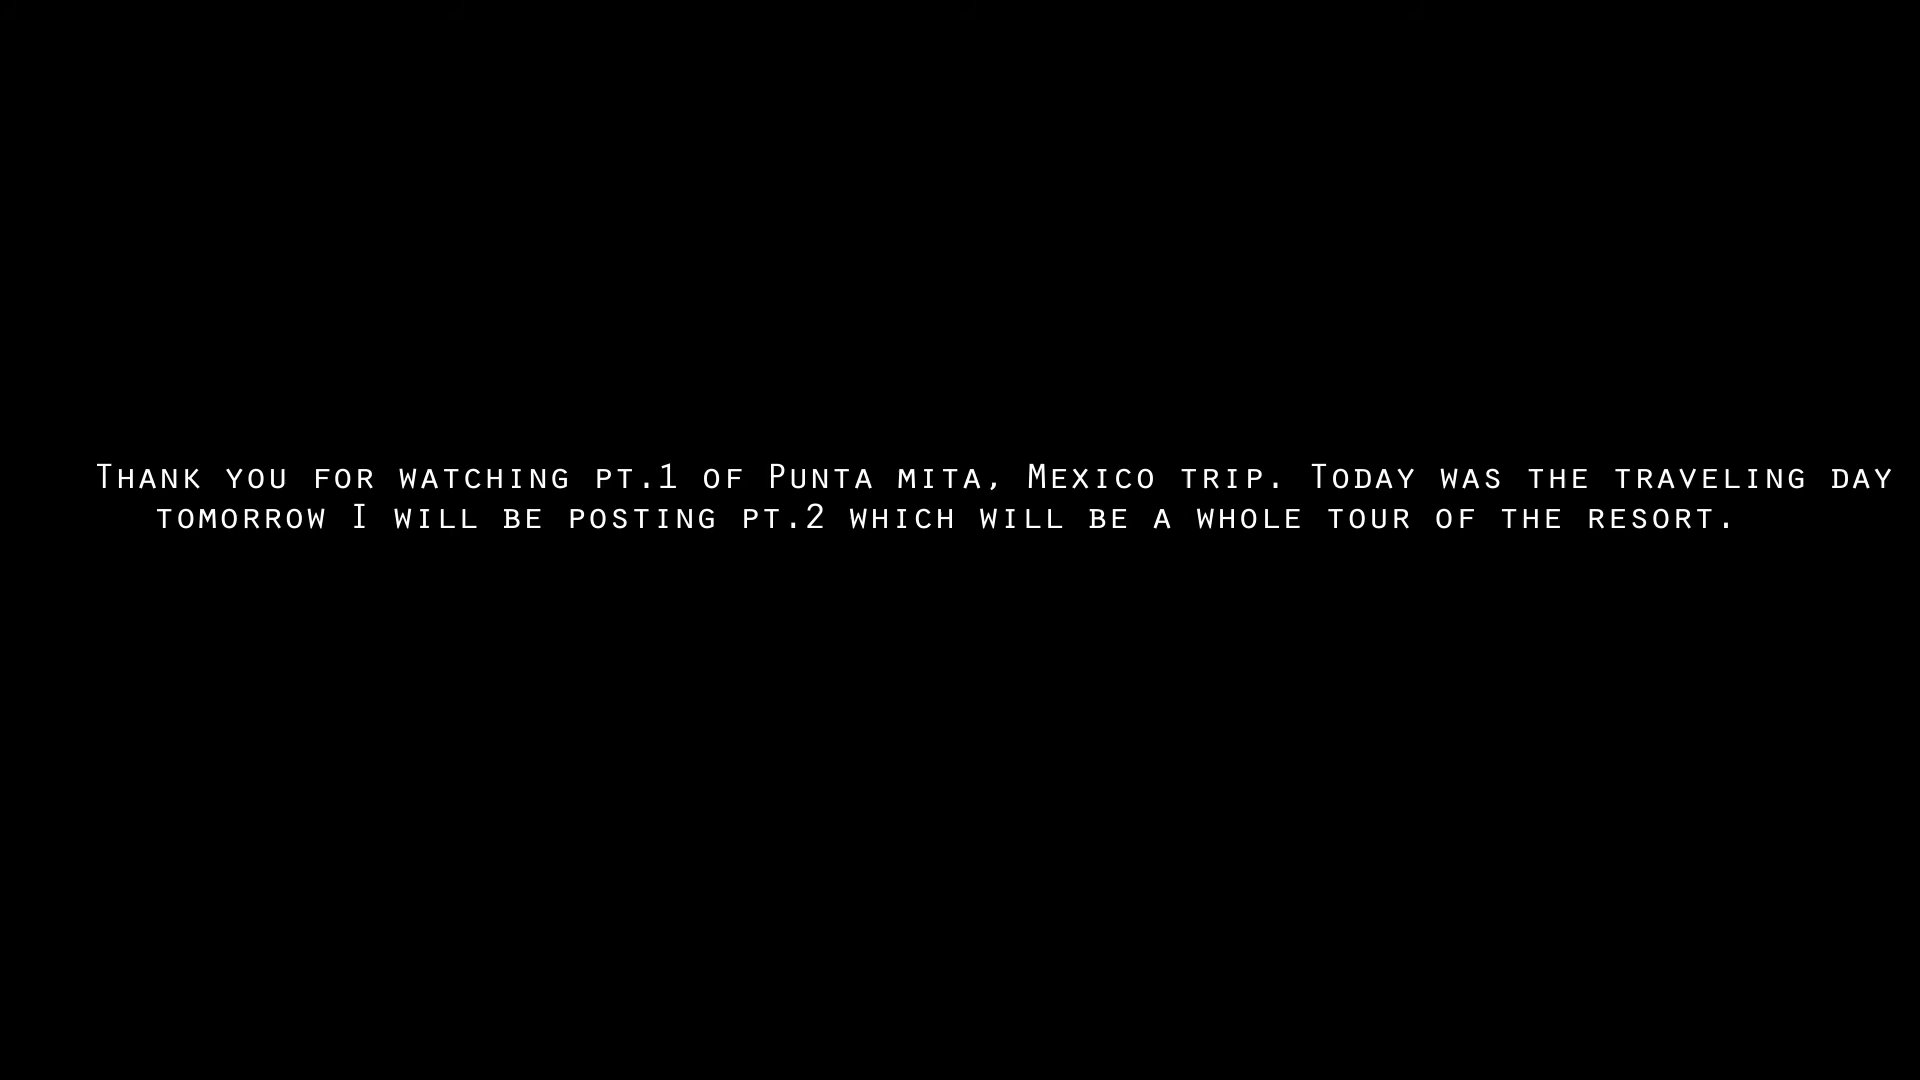 Thank you for watching pt.1 of Punta mita, Mexico trip. Today was the traveling day
tomorrow I will be posting pt.2 which will be a whole tour of the resort.